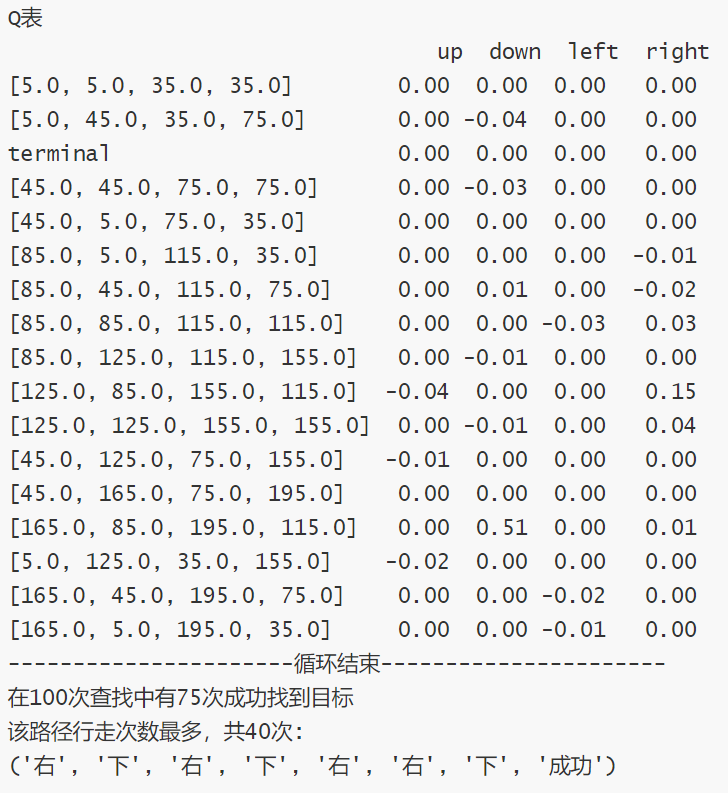 Q表
up down left right
[5.0, 5.0, 35.0, 35.0] 0.00 0.00 0.00 0.00
[5.0, 45.0, 35.0, 75.0] 0.00 -0.04 0.00 0.00
terminal 0.00 0.00 0.00 0.00
[45.0, 45.0, 75.0, 75.0] 0.00 -0.03 0.00 0.00
[45.0, 5.0, 75.0, 35.0] 0.00 0.00 0.00 0.00
[85.0, 5.0, 115.0, 35.0] 0.00 0.00 0.00 -0.01
[85.0, 45.0, 115.0, 75.0] 0.00 0.01 0.00 -0.02
[85.0, 85.0, 115.0, 115.0] 0.00 0.00 -0.03 0.03
[85.0, 125.0, 115.0, 155.0] 0.00 -0.01 0.00 0.00
[125.0, 85.0, 155.0, 115.0] -0.04 0.00 0.00 0.15
[125.0, 125.0, 155.0, 155.0] 0.00 -0.01 0.00 0.04
[45.0, 125.0, 75.0, 155.0] -0.01 0.00 0.00 0.00
[45.0, 165.0, 75.0, 195.0] 0.00 0.00 0.00 0.00
[165.0, 85.0, 195.0, 115.0] 0.00 0.51 0.00 0.01
[5.0, 125.0, 35.0, 155.0] -0.02 0.00 0.00 0.00
[165.0, 45.0, 195.0, 75.0] 0.00 0.00 -0.02 0.00
[165.0, 5.0, 195.0, 35.0] 0.00 0.00 -0.01 0.00
----------------------循环结束----------------------
在100次查找中有75次成功找到目标
该路径行走次数最多，共40次：
('右', '下', '右', '下', '右', '右', '下', '成功')